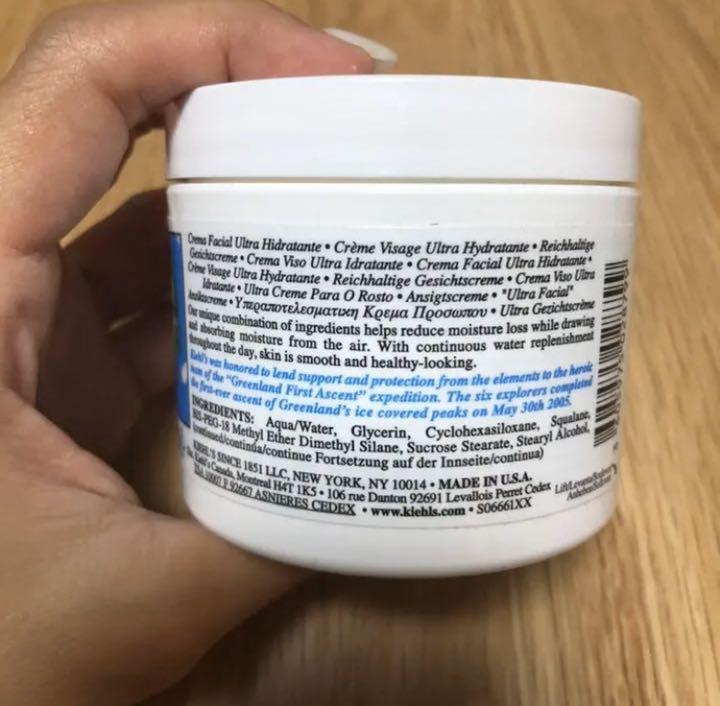 Crema Facial Ultra Hidratante • Crème Visage Ultra Hydratante • Reichhaltige
Gesichtscreme • Crema Viso Ultra Idratante • Crema Facial Ultra Hidratante •
Crème Visage Ultra Hydratante • Reichhaltige Gesichtscreme • Crema Viso Ultra
Idratante • Ultra Creme Para O Rosto • Ansigtscreme • "Ultra Facial"
Ansiktscreme • Υπεραποτελεσματικη Κρεμα Προσωπου • Ultra Gezichtscrème
Our unique combination of ingredients helps reduce moisture loss while drawing
and absorbing moisture from the air. With continuous water replenishment
throughout the day, skin is smooth and healthy-looking.
Kiehl's was honored to lend support and protection from the elements to the heroic
team of the "Greenland First Ascent" expedition. The six explorers completed
the first-ever ascent of Greenland's ice covered peaks on May 30th 2005.
INGREDIENTS: Aqua/Water, Glycerin, Cyclohexasiloxane, Squalane,
BIS-PEG-18 Methyl Ether Dimethyl Silane, Sucrose Stearate, Stearyl Alcohol,
(continued/continúa/continue Fortsetzung auf der Innseite/continua)
KIEHL'S SINCE 1851 LLC, NEW YORK, NY 10014 • MADE IN U.S.A.
Kiehl's Canada, Montreal H4T 1K5 • 106 rue Danton 92691 Levallois Perret Cedex
F 92667 ASNIERES CEDEX • www.kiehls.com • S06661XX